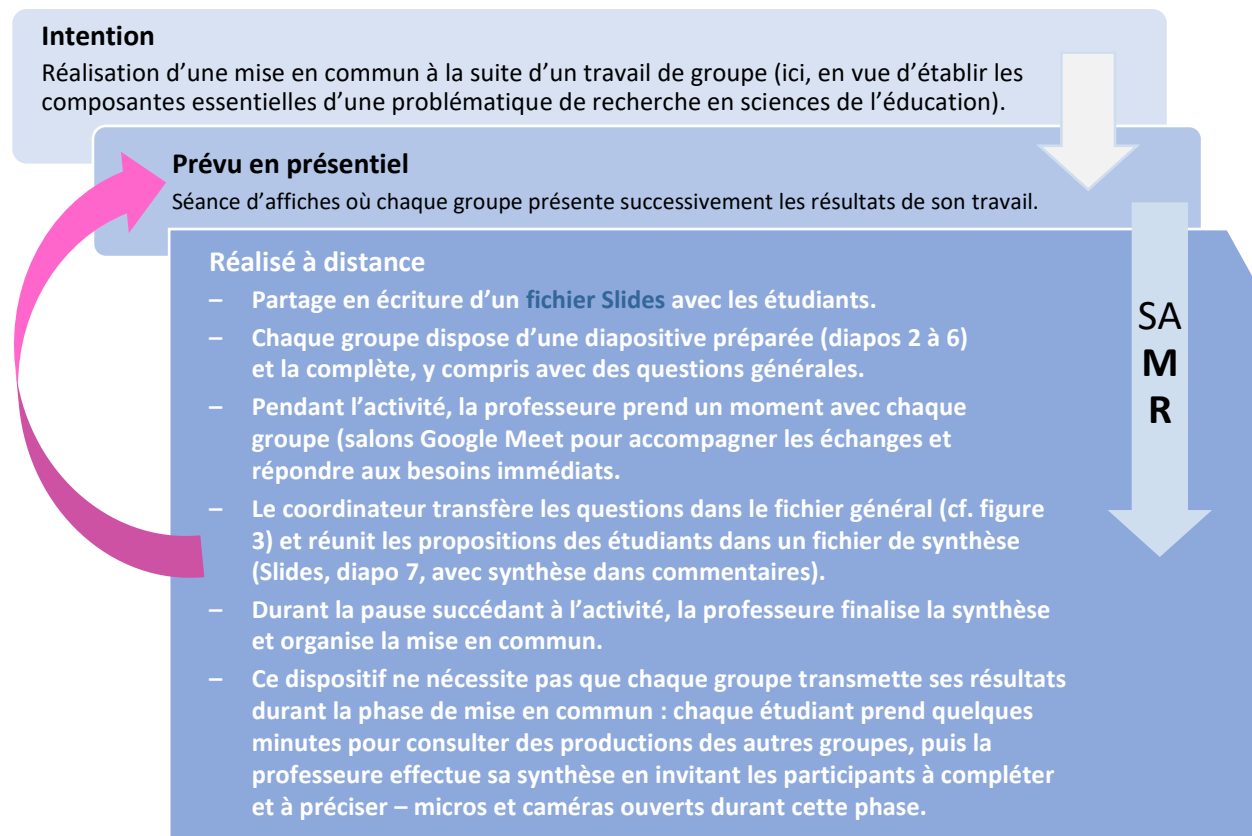 Intention
Réalisation d’une mise en commun à la suite d’un travail de groupe (ici, en vue d’établir les
composantes essentielles d’une problématique de recherche en sciences de l’éducation).
Prévu en présentiel
Séance d’affiches où chaque groupe présente successivement les résultats de son travail.
Réalisé à distance
– Partage en écriture d’un fichier Slides avec les étudiants.
– Chaque groupe dispose d’une diapositive préparée (diapos 2 à 6)
et la complète, y compris avec des questions générales.
– Pendant l’activité, la professeure prend un moment avec chaque
groupe (salons Google Meet pour accompagner les échanges et
répondre aux besoins immédiats.
– Le coordinateur transfère les questions dans le fichier général (cf. figure
3) et réunit les propositions des étudiants dans un fichier de synthèse
(Slides, diapo 7, avec synthèse dans commentaires).
– Durant la pause succédant à l’activité, la professeure finalise la synthèse
et organise la mise en commun.
– Ce dispositif ne nécessite pas que chaque groupe transmette ses résultats
durant la phase de mise en commun : chaque étudiant prend quelques
minutes pour consulter des productions des autres groupes, puis la
professeure effectue sa synthèse en invitant les participants à compléter
et à préciser – micros et caméras ouverts durant cette phase.
SA
M
R